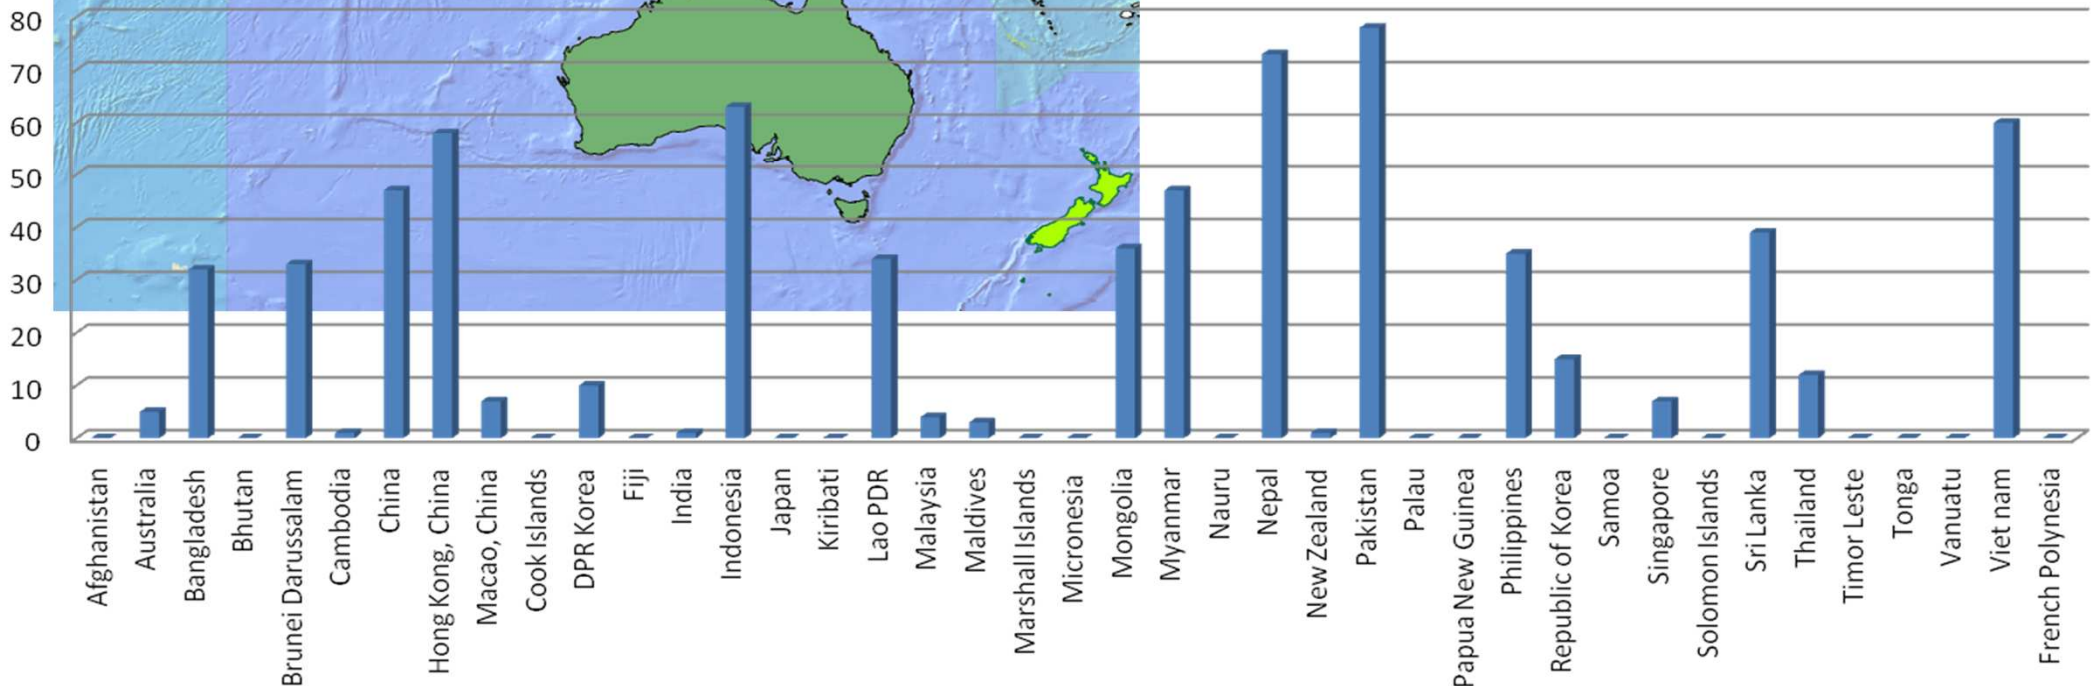 80
70
60
50
40
30
20
10
0
Afghanistan
Australia
Bangladesh
Bhutan
Brunei Darussalam
Cambodia
China
Hong Kong, China
Macao, China
Cook Islands
DPR Korea
Fiji
India
Indonesia
Japan
Kiribati
Lao PDR
Malaysia
Maldives
Marshall Islands
Micronesia
Mongolia
Myanmar
Nauru
Nepal
New Zealand
Pakistan
Palau
Papua New Guinea
Philippines
Republic of Korea
Samoa
Singapore
Solomon Islands
Sri Lanka
Thailand
Timor Leste
Tonga
Vanuatu
Viet nam
French Polynesia